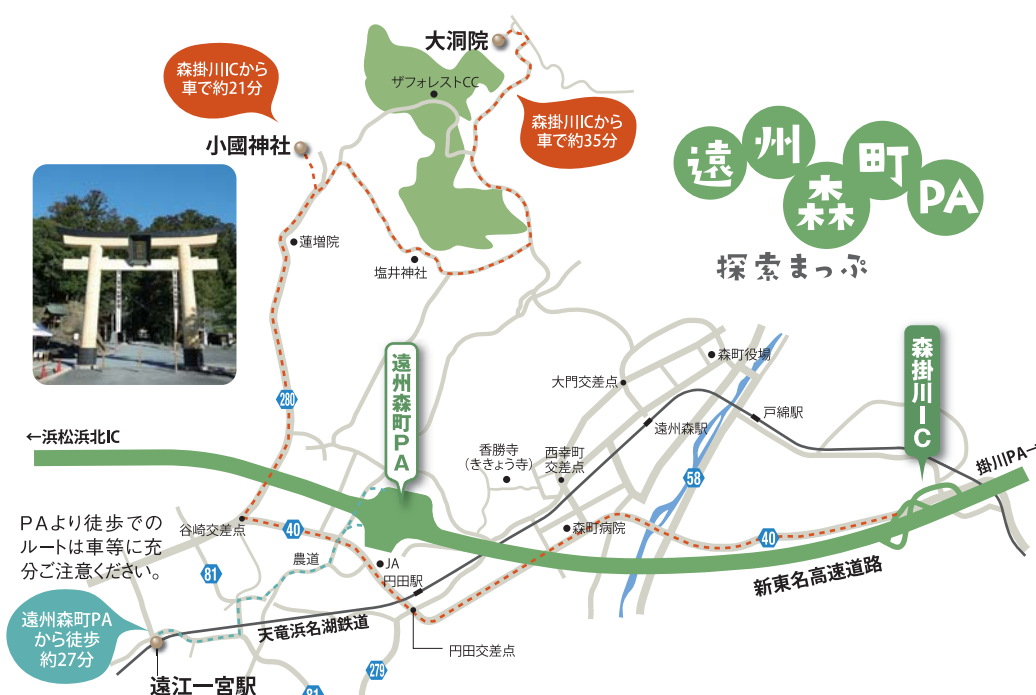 大洞院
ザフォレストCC
森掛川ICから
車で約21分
森掛川ICから
車で約35分
小國神社
遠州森町PA
探索まっぷ
蓮増院
塩井神社
280
遠州森町PA
森町役場
大門交差点
戸綿駅
遠州森駅
森掛川IC
←浜松浜北IC
香勝寺
(ききょう寺)
西幸町
交差点
58
掛川PA→
谷崎交差点
40
森町病院
40
PAより徒歩での
ルートは車等に充
分ご注意ください。
農道
JA
円田駅
81
新東名高速道路
遠州森町PA
から徒歩
約27分
天竜浜名湖鉄道
円田交差点
279
遠江一宮駅
81